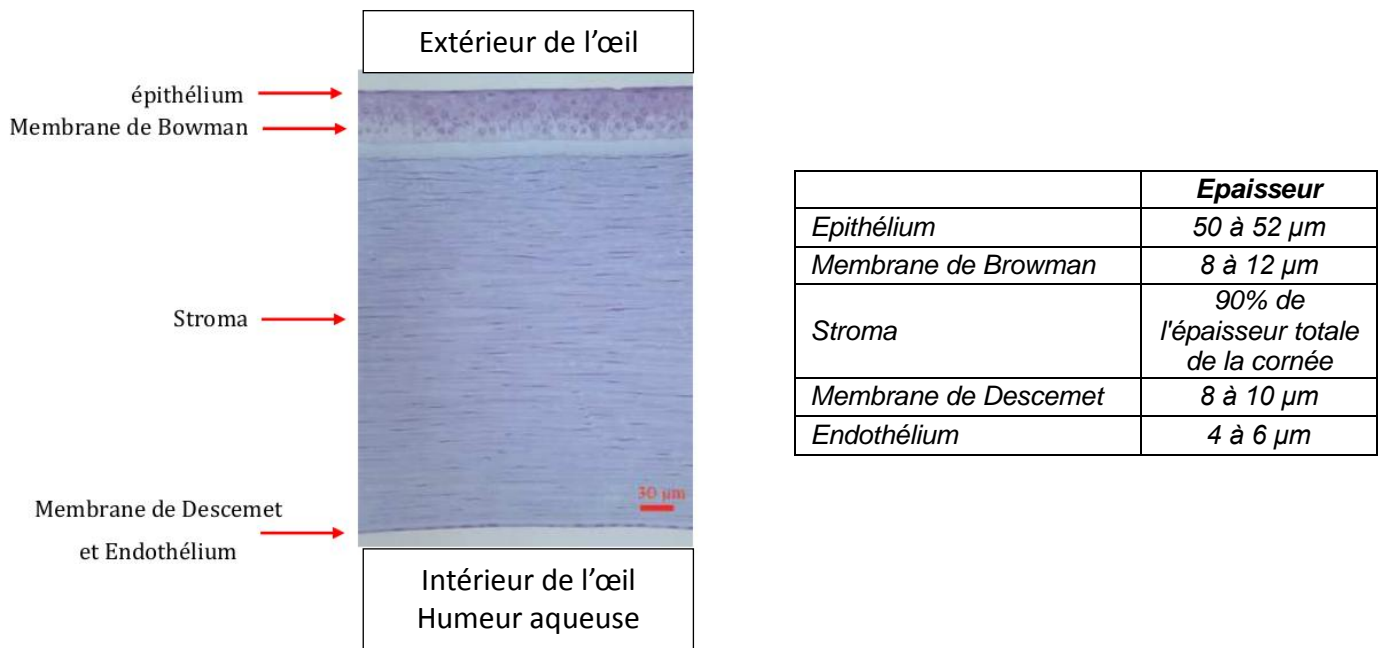 Extérieur de l'œil
épithélium
Membrane de Bowman
Stroma
30 µm
Membrane de Descemet
et Endothélium
Intérieur de l'œil
Humeur aqueuse
Epaisseur
Epithélium
50 à 52 µm
Membrane de Browman
8 à 12 µm
Stroma
90% de
l'épaisseur totale
de la cornée
Membrane de Descemet
8 à 10 µm
Endothélium
4 à 6 µm